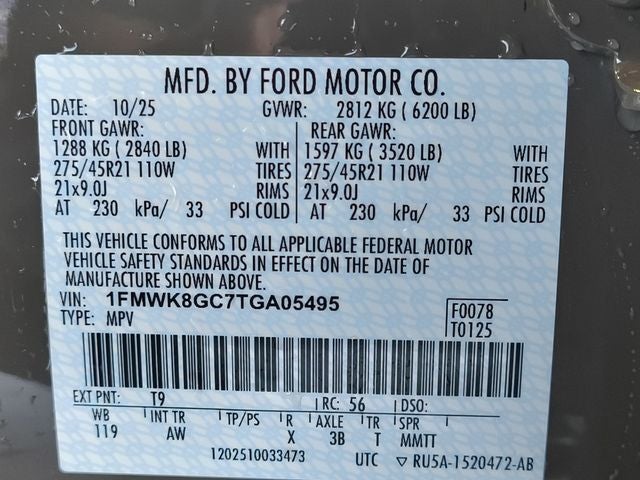 MFD. BY FORD MOTOR CO.
DATE: 10/25 GVWR: 2812 KG ( 6200 LB)
FRONT GAWR: REAR GAWR:
1288 KG ( 2840 LB) WITH 1597 KG ( 3520 LB) WITH
275/45R21 110W TIRES 275/45R21 110W TIRES
21x9.0J RIMS 21x9.0J RIMS
AT 230 kPa/ 33 PSI COLD AT 230 kPa/ 33 PSI COLD
THIS VEHICLE CONFORMS TO ALL APPLICABLE FEDERAL MOTOR
VEHICLE SAFETY STANDARDS IN EFFECT ON THE DATE OF
MANUFACTURE SHOWN ABOVE.
VIN: 1FMWK8GC7TGA05495 F0078
TYPE: MPV T0125
EXT PNT: T9 RC: 56 DSO:
WB INT TR TP/PS R AXLE TR SPR
119 AW X 3B T MMTT
1202510033473 UTC ▽ RU5A-1520472-AB